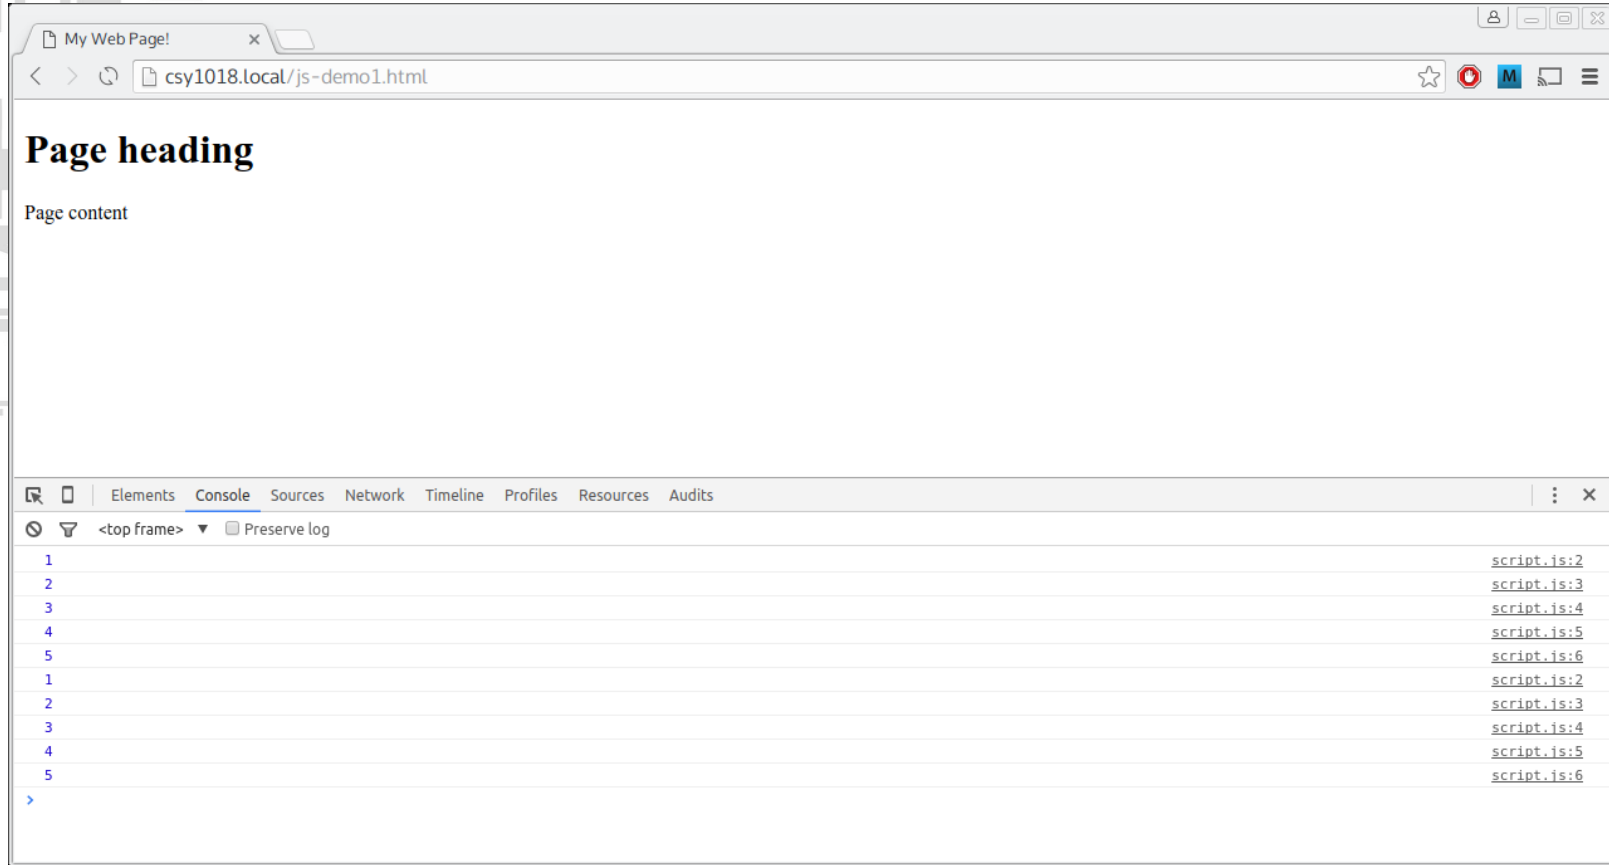 My Web Page!
csy1018.local/js-demo1.html
M
Page heading
Page content
Elements Console Sources Network Timeline Profiles Resources Audits
<top frame> ▼ Preserve log
1 script.js:2
2 script.js:3
3 script.js:4
4 script.js:5
5 script.js:6
1 script.js:2
2 script.js:3
3 script.js:4
4 script.js:5
5 script.js:6